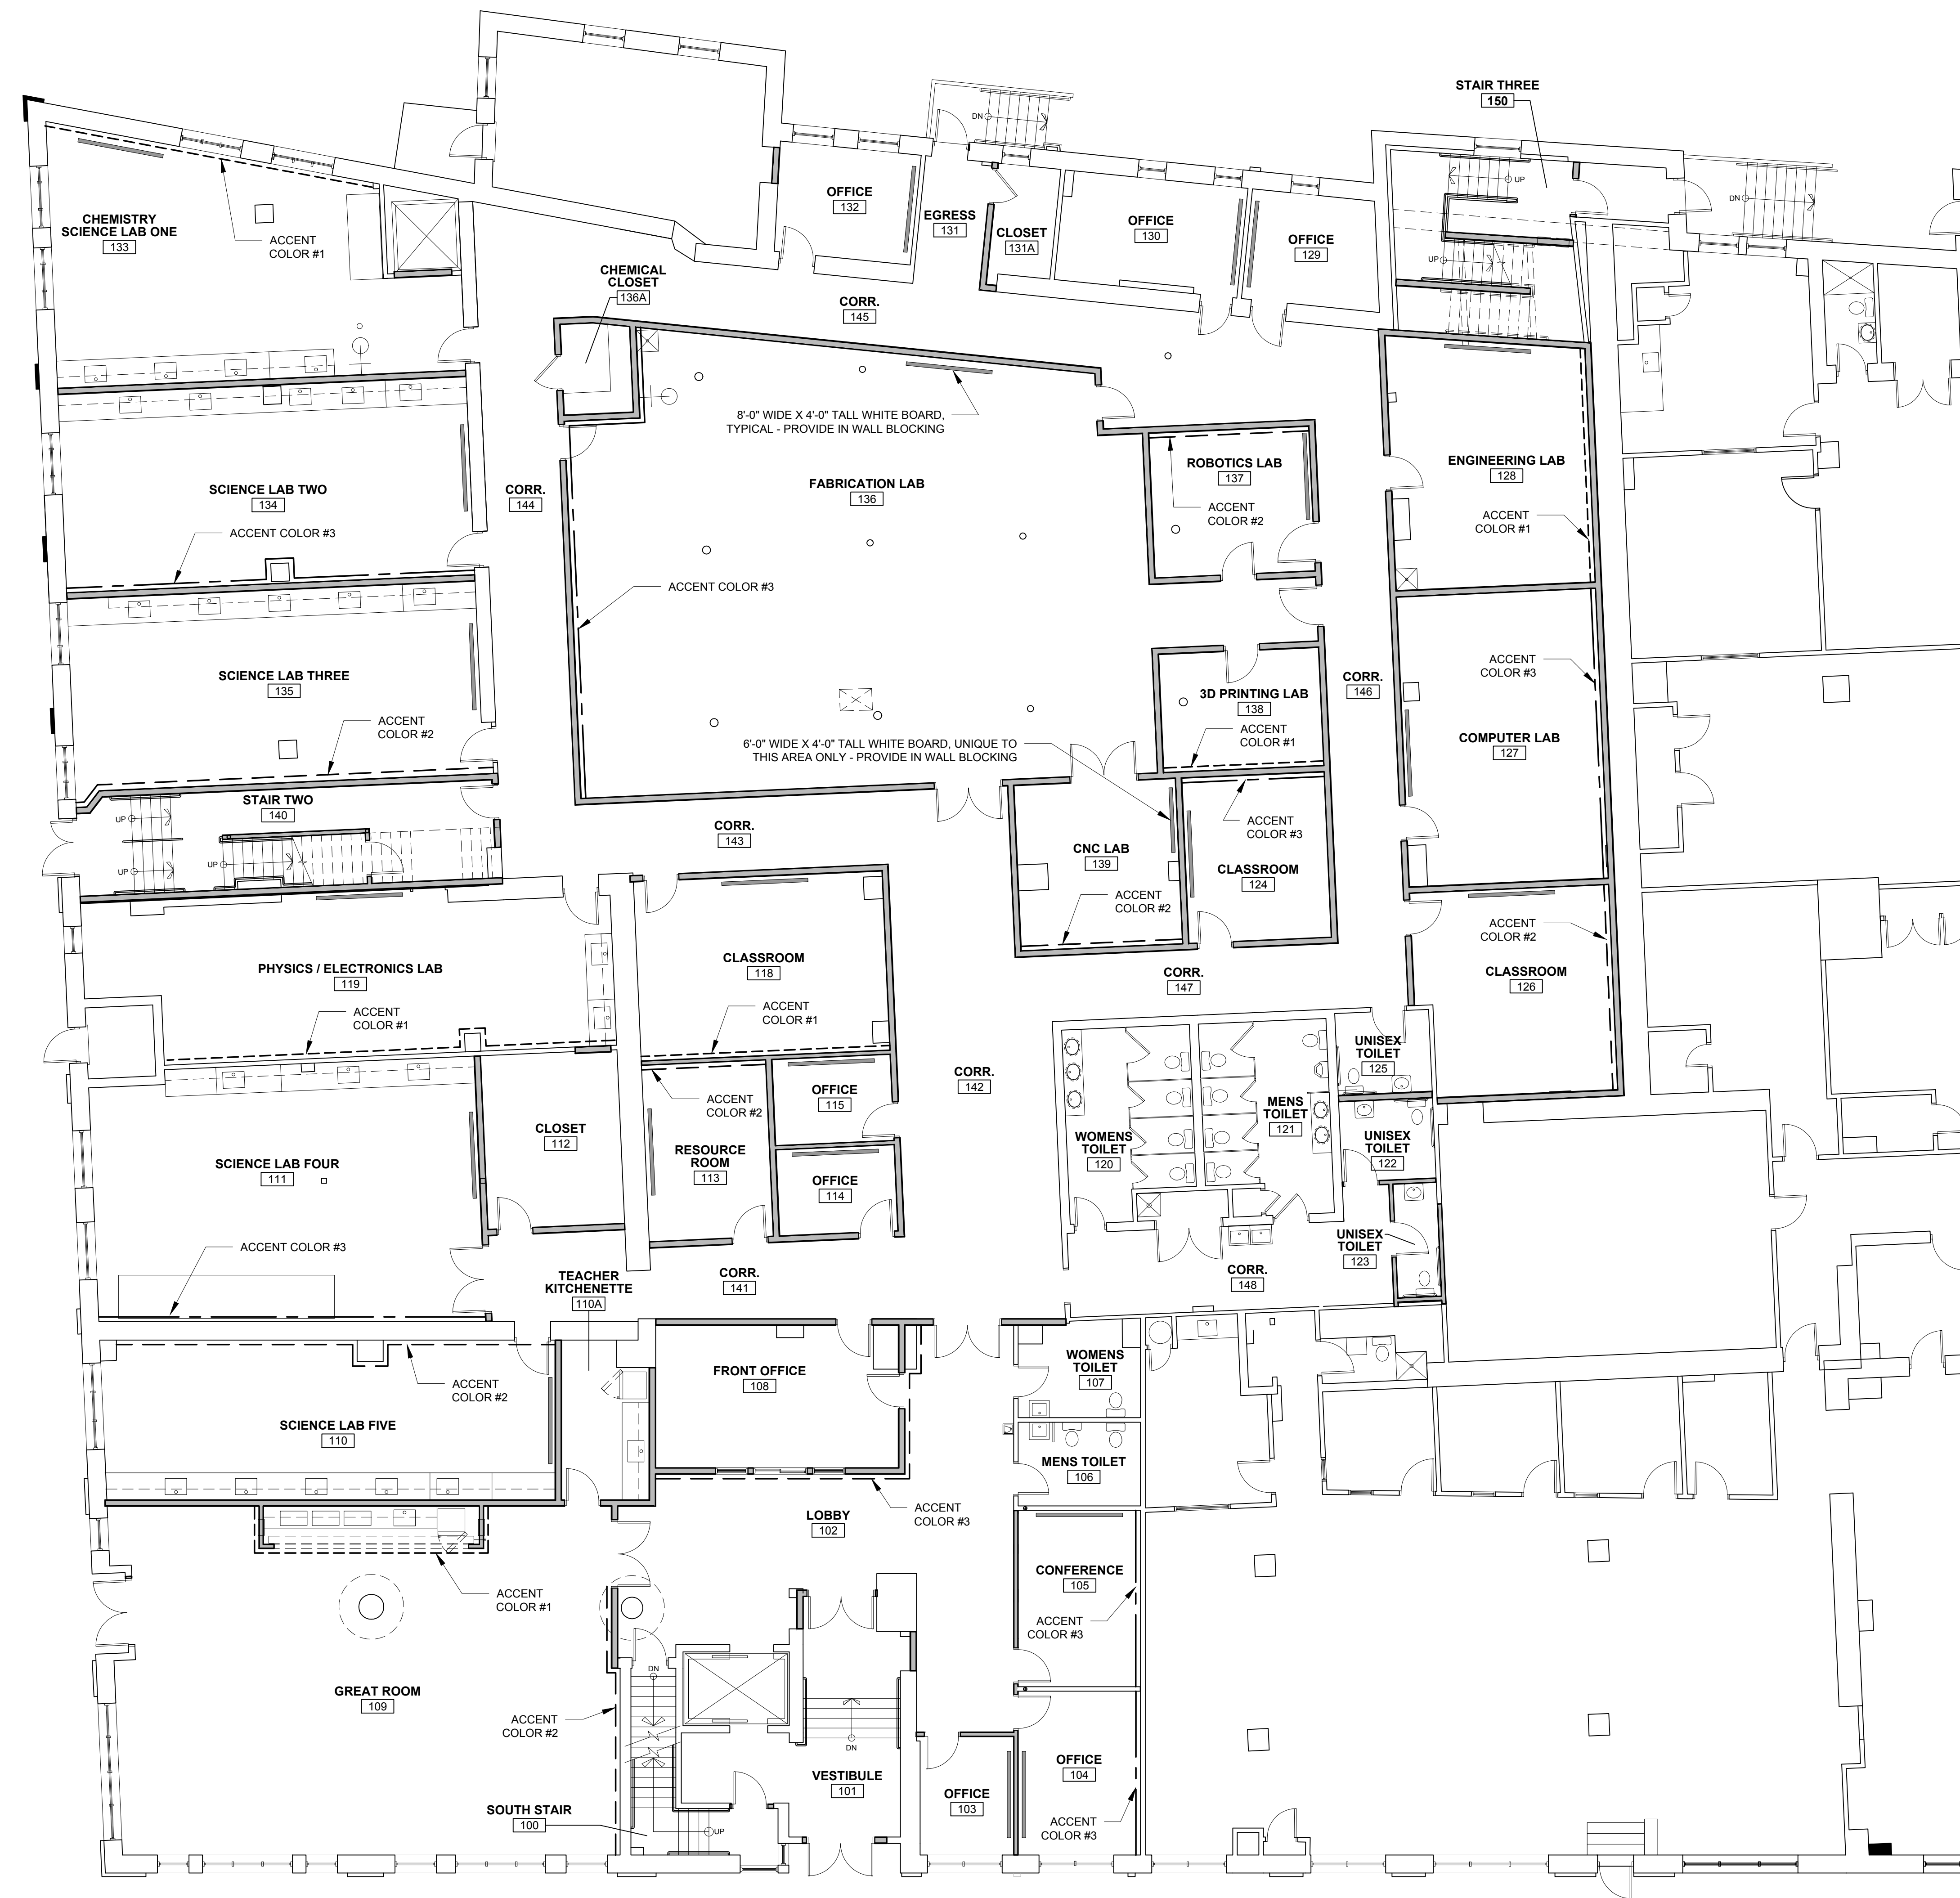 STAIR THREE
150
DN
UP
DN
UP
CHEMISTRY
SCIENCE LAB ONE
133
ACCENT
COLOR #1
OFFICE
132
EGRESS
131
CLOSET
131A
OFFICE
130
OFFICE
129
CHEMICAL
CLOSET
136A
CORR.
145
8'-0" WIDE X 4'-0" TALL WHITE BOARD,
TYPICAL - PROVIDE IN WALL BLOCKING
SCIENCE LAB TWO
134
ACCENT COLOR #3
CORR.
144
FABRICATION LAB
136
ACCENT COLOR #3
ROBOTICS LAB
137
ACCENT
COLOR #2
ENGINEERING LAB
128
ACCENT
COLOR #1
SCIENCE LAB THREE
135
ACCENT
COLOR #2
3D PRINTING LAB
138
ACCENT
COLOR #1
CORR.
146
ACCENT
COLOR #3
COMPUTER LAB
127
6'-0" WIDE X 4'-0" TALL WHITE BOARD, UNIQUE TO
THIS AREA ONLY - PROVIDE IN WALL BLOCKING
STAIR TWO
140
UP
UP
UP
CORR.
143
CNC LAB
139
ACCENT
COLOR #2
ACCENT
COLOR #3
CLASSROOM
124
ACCENT
COLOR #2
CLASSROOM
126
PHYSICS / ELECTRONICS LAB
119
ACCENT
COLOR #1
CLASSROOM
118
ACCENT
COLOR #1
CORR.
147
CORR.
142
UNISEX
TOILET
125
MENS
TOILET
121
WOMENS
TOILET
120
UNISEX
TOILET
122
UNISEX
TOILET
123
CORR.
148
SCIENCE LAB FOUR
111
ACCENT COLOR #3
CLOSET
112
ACCENT
COLOR #2
RESOURCE
ROOM
113
OFFICE
115
OFFICE
114
TEACHER
KITCHENETTE
110A
CORR.
141
ACCENT
COLOR #2
SCIENCE LAB FIVE
110
FRONT OFFICE
108
WOMENS
TOILET
107
MENS TOILET
106
ACCENT
COLOR #3
LOBBY
102
ACCENT
COLOR #1
CONFERENCE
105
ACCENT
COLOR #3
GREAT ROOM
109
ACCENT
COLOR #2
DN
DN
UP
SOUTH STAIR
100
VESTIBULE
101
OFFICE
103
OFFICE
104
ACCENT
COLOR #3